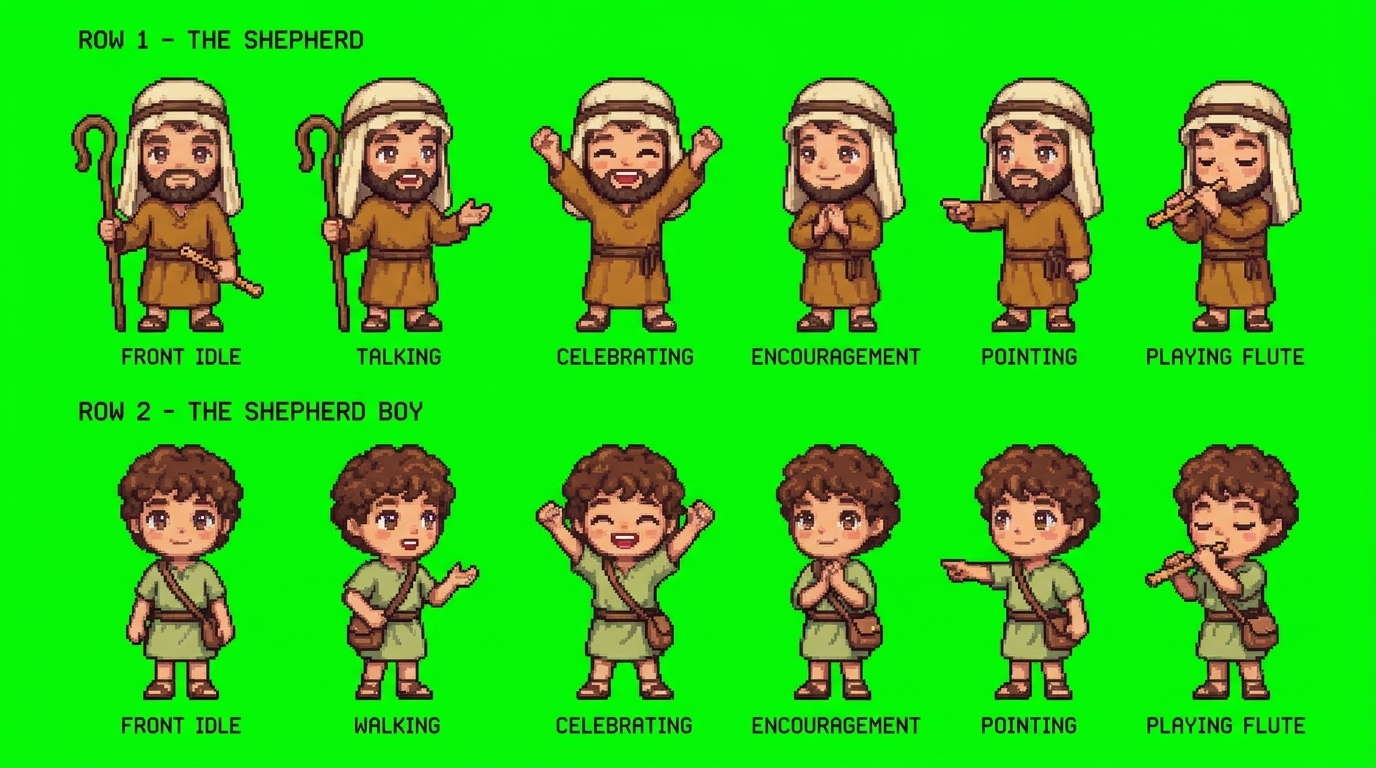 ROW 1 - THE SHEPHERD
FRONT IDLE TALKING CELEBRATING ENCOURAGEMENT POINTING PLAYING FLUTE
ROW 2 - THE SHEPHERD BOY
FRONT IDLE WALKING CELEBRATING ENCOURAGEMENT POINTING PLAYING FLUTE